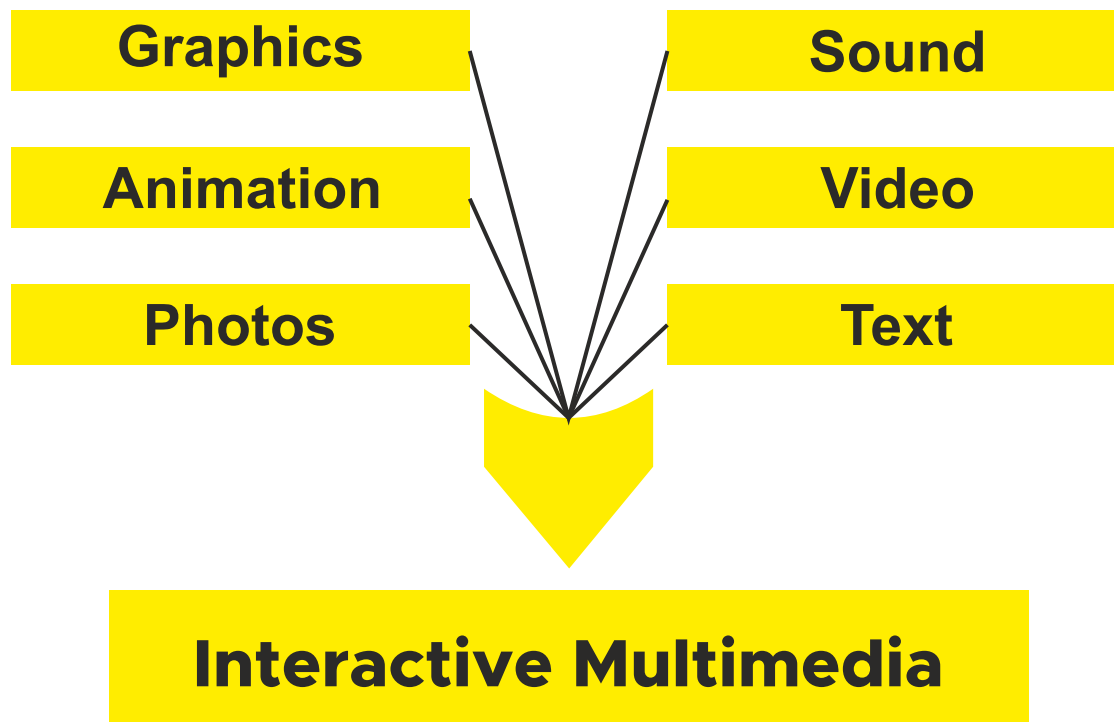 Graphics
Sound
Animation
Video
Photos
Text
Interactive Multimedia